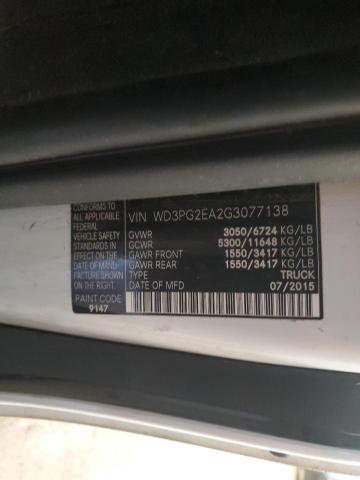 CONFORMS TO
ALL APPLICABLE
FEDERAL
VEHICLE SAFETY
STANDARDS IN
EFFECT ON THE
DATE OF MANU-
FACTURE SHOWN
ON THE RIGHT.
PAINT CODE
9147
VIN WD3PG2EA2G3077138
GVWR 3050/6724 KG/LB
GCWR 5300/11648 KG/LB
GAWR FRONT 1550/3417 KG/LB
GAWR REAR 1550/3417 KG/LB
TYPE TRUCK
DATE OF MFD 07/2015